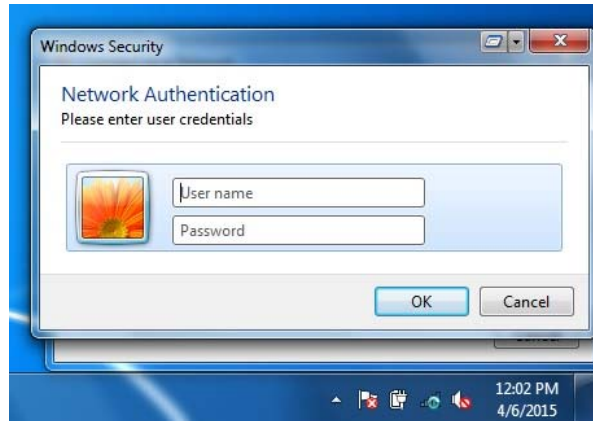 Windows Security
Network Authentication
Please enter user credentials
User name
Password
OK Cancel
12:02 PM
4/6/2015